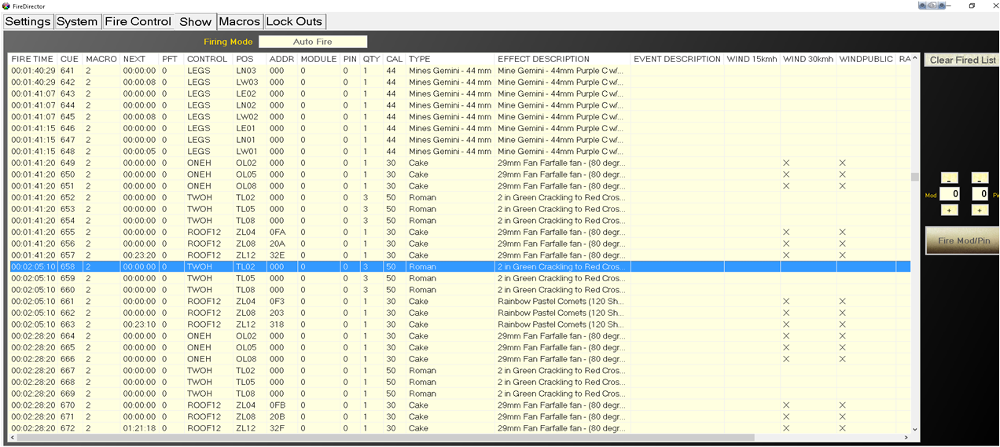 FireDirector
Settings System Fire Control Show Macros Lock Outs
Firing Mode Auto Fire
FIRE TIME CUE MACRO NEXT PFT CONTROL POS ADDR MODULE PIN QTY CAL TYPE EFFECT DESCRIPTION EVENT DESCRIPTION WIND 15kmh WIND 30kmh WINDPUBLIC RA
Clear Fired List
00:01:40:29 641 2 00:00:00 0 LEGS LN03 000 0 0 1 44 Mines Gemini - 44 mm Mine Gemini - 44mm Purple C w/...
00:01:40:29 642 2 00:00:08 0 LEGS LW03 000 0 0 1 44 Mines Gemini - 44 mm Mine Gemini - 44mm Purple C w/...
00:01:41:07 643 2 00:00:00 0 LEGS LE02 000 0 0 1 44 Mines Gemini - 44 mm Mine Gemini - 44mm Purple C w/...
00:01:41:07 644 2 00:00:00 0 LEGS LN02 000 0 0 1 44 Mines Gemini - 44 mm Mine Gemini - 44mm Purple C w/...
00:01:41:07 645 2 00:00:08 0 LEGS LW02 000 0 0 1 44 Mines Gemini - 44 mm Mine Gemini - 44mm Purple C w/...
00:01:41:15 646 2 00:00:00 0 LEGS LE01 000 0 0 1 44 Mines Gemini - 44 mm Mine Gemini - 44mm Purple C w/...
00:01:41:15 647 2 00:00:00 0 LEGS LN01 000 0 0 1 44 Mines Gemini - 44 mm Mine Gemini - 44mm Purple C w/...
00:01:41:15 648 2 00:00:05 0 LEGS LW01 000 0 0 1 44 Mines Gemini - 44 mm Mine Gemini - 44mm Purple C w/...
00:01:41:20 649 2 00:00:00 0 ONEH OL02 000 0 0 1 30 Cake 29mm Fan Farfalle fan - (80 degr... X X
00:01:41:20 650 2 00:00:00 0 ONEH OL05 000 0 0 1 30 Cake 29mm Fan Farfalle fan - (80 degr... X X
00:01:41:20 651 2 00:00:00 0 ONEH OL08 000 0 0 1 30 Cake 29mm Fan Farfalle fan - (80 degr... X X
00:01:41:20 652 2 00:00:00 0 TWOH TL02 000 0 0 3 50 Roman 2 in Green Crackling to Red Cros...
00:01:41:20 653 2 00:00:00 0 TWOH TL05 000 0 0 3 50 Roman 2 in Green Crackling to Red Cros...
00:01:41:20 654 2 00:00:00 0 TWOH TL08 000 0 0 3 50 Roman 2 in Green Crackling to Red Cros...
00:01:41:20 655 2 00:00:00 0 ROOF12 ZL04 0FA 0 0 1 30 Cake 29mm Fan Farfalle fan - (80 degr... X X
00:01:41:20 656 2 00:00:00 0 ROOF12 ZL08 20A 0 0 1 30 Cake 29mm Fan Farfalle fan - (80 degr... X X
00:01:41:20 657 2 00:23:20 0 ROOF12 ZL12 32E 0 0 1 30 Cake 29mm Fan Farfalle fan - (80 degr... X X
00:02:05:10 658 2 00:00:00 0 TWOH TL02 000 0 0 3 50 Roman 2 in Green Crackling to Red Cros...
00:02:05:10 659 2 00:00:00 0 TWOH TL05 000 0 0 3 50 Roman 2 in Green Crackling to Red Cros...
00:02:05:10 660 2 00:00:00 0 TWOH TL08 000 0 0 3 50 Roman 2 in Green Crackling to Red Cros...
00:02:05:10 661 2 00:00:00 0 ROOF12 ZL04 0F3 0 0 1 30 Cake Rainbow Pastel Comets (120 Sh... X X
00:02:05:10 662 2 00:00:00 0 ROOF12 ZL08 203 0 0 1 30 Cake Rainbow Pastel Comets (120 Sh... X X
00:02:05:10 663 2 00:23:10 0 ROOF12 ZL12 318 0 0 1 30 Cake Rainbow Pastel Comets (120 Sh... X X
00:02:28:20 664 2 00:00:00 0 ONEH OL02 000 0 0 1 30 Cake 29mm Fan Farfalle fan - (80 degr... X X
00:02:28:20 665 2 00:00:00 0 ONEH OL05 000 0 0 1 30 Cake 29mm Fan Farfalle fan - (80 degr... X X
00:02:28:20 666 2 00:00:00 0 ONEH OL08 000 0 0 1 30 Cake 29mm Fan Farfalle fan - (80 degr... X X
00:02:28:20 667 2 00:00:00 0 TWOH TL02 000 0 0 1 50 Roman 2 in Green Crackling to Red Cros...
00:02:28:20 668 2 00:00:00 0 TWOH TL05 000 0 0 1 50 Roman 2 in Green Crackling to Red Cros...
00:02:28:20 669 2 00:00:00 0 TWOH TL08 000 0 0 1 50 Roman 2 in Green Crackling to Red Cros...
00:02:28:20 670 2 00:00:00 0 ROOF12 ZL04 0FB 0 0 1 30 Cake 29mm Fan Farfalle fan - (80 degr... X X
00:02:28:20 671 2 00:00:00 0 ROOF12 ZL08 20B 0 0 1 30 Cake 29mm Fan Farfalle fan - (80 degr... X X
00:02:28:20 672 2 01:21:18 0 ROOF12 ZL12 32F 0 0 1 30 Cake 29mm Fan Farfalle fan - (80 degr... X X
- -
Mod 0 0 Pi
+ +
Fire Mod/Pin